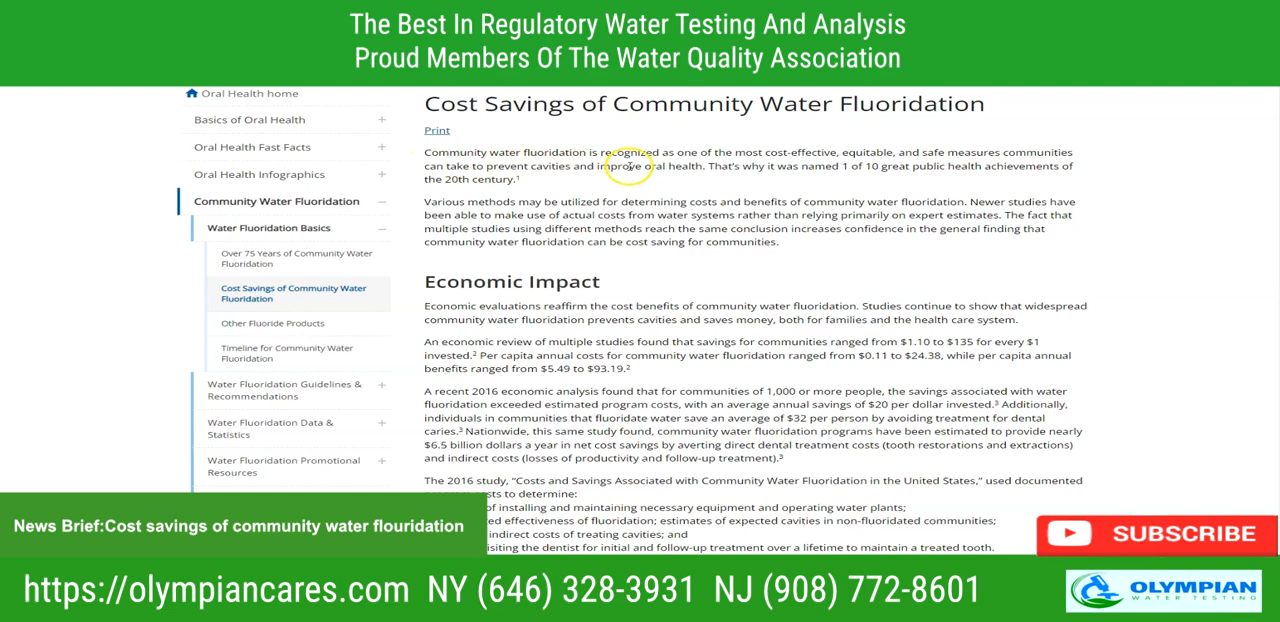 The Best In Regulatory Water Testing And Analysis
Proud Members Of The Water Quality Association
Oral Health home
Basics of Oral Health +
Oral Health Fast Facts +
Oral Health Infographics +
Community Water Fluoridation −
Water Fluoridation Basics −
Over 75 Years of Community Water
Fluoridation
Cost Savings of Community Water
Fluoridation
Other Fluoride Products
Timeline for Community Water
Fluoridation
Water Fluoridation Guidelines & +
Recommendations
Water Fluoridation Data & +
Statistics
Water Fluoridation Promotional +
Resources
Cost Savings of Community Water Fluoridation
Print
Community water fluoridation is recognized as one of the most cost-effective, equitable, and safe measures communities
can take to prevent cavities and improve oral health. That's why it was named 1 of 10 great public health achievements of
the 20th century.¹
Various methods may be utilized for determining costs and benefits of community water fluoridation. Newer studies have
been able to make use of actual costs from water systems rather than relying primarily on expert estimates. The fact that
multiple studies using different methods reach the same conclusion increases confidence in the general finding that
community water fluoridation can be cost saving for communities.
Economic Impact
Economic evaluations reaffirm the cost benefits of community water fluoridation. Studies continue to show that widespread
community water fluoridation prevents cavities and saves money, both for families and the health care system.
An economic review of multiple studies found that savings for communities ranged from $1.10 to $135 for every $1
invested.² Per capita annual costs for community water fluoridation ranged from $0.11 to $24.38, while per capita annual
benefits ranged from $5.49 to $93.19.²
A recent 2016 economic analysis found that for communities of 1,000 or more people, the savings associated with water
fluoridation exceeded estimated program costs, with an average annual savings of $20 per dollar invested.³ Additionally,
individuals in communities that fluoridate water save an average of $32 per person by avoiding treatment for dental
caries.³ Nationwide, this same study found, community water fluoridation programs have been estimated to provide nearly
$6.5 billion dollars a year in net cost savings by averting direct dental treatment costs (tooth restorations and extractions)
and indirect costs (losses of productivity and follow-up treatment).³
The 2016 study, “Costs and Savings Associated with Community Water Fluoridation in the United States,” used documented
to determine:
of installing and maintaining necessary equipment and operating water plants;
effectiveness of fluoridation; estimates of expected cavities in non-fluoridated communities;
indirect costs of treating cavities; and
the dentist for initial and follow-up treatment over a lifetime to maintain a treated tooth.
News Brief:Cost savings of community water flouridation
SUBSCRIBE
https://olympiancares.com NY (646) 328-3931 NJ (908) 772-8601
OLYMPIAN
WATER TESTING